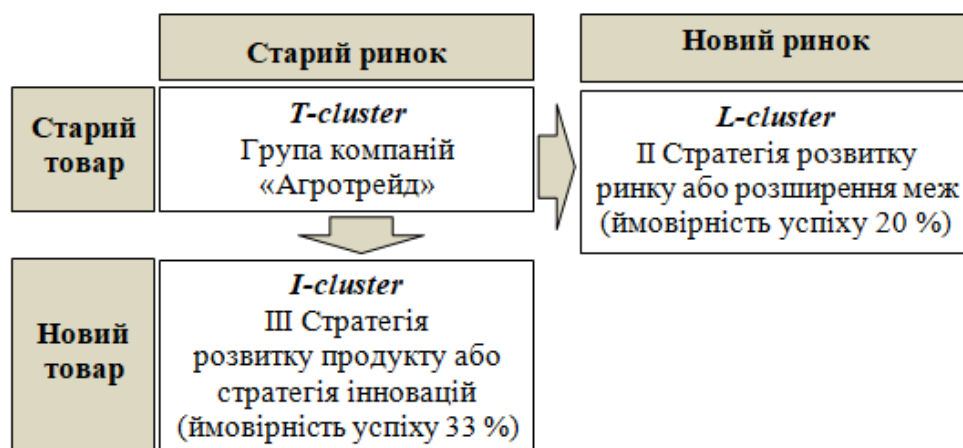 Старий ринок
Новий ринок
Старий
товар
T-cluster
Група компаній
«Агротрейд»
L-cluster
ІІ Стратегія розвитку
ринку або розширення меж
(ймовірність успіху 20 %)
Новий
товар
I-cluster
ІІІ Стратегія
розвитку продукту або
стратегія інновацій
(ймовірність успіху 33 %)